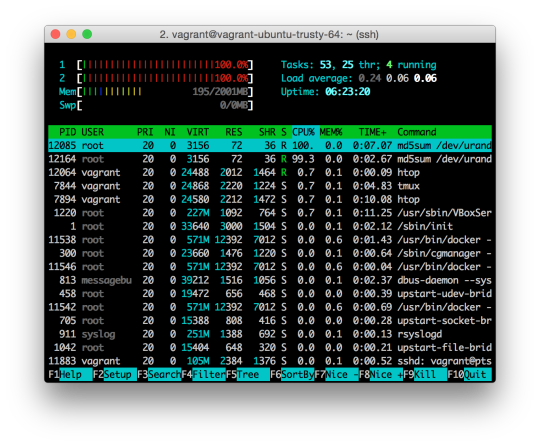 2. vagrant@vagrant-ubuntu-trusty-64: ~ (ssh)
1 [||||||||||||||||||||||||100.0%] Tasks: 53, 25 thr; 4 running
2 [||||||||||||||||||||||||100.0%] Load average: 0.24 0.06 0.06
Mem[||||||||||| 195/2001MB] Uptime: 06:23:20
Swp[ 0/0MB]
PID USER PRI NI VIRT RES SHR S CPU% MEM% TIME+ Command
12085 root 20 0 3156 72 36 R 100. 0.0 0:07.07 md5sum /dev/urand
12164 root 20 0 3156 72 36 R 99.3 0.0 0:02.67 md5sum /dev/urand
12064 vagrant 20 0 24488 2012 1464 R 0.7 0.1 0:00.09 htop
7844 vagrant 20 0 24868 2220 1224 S 0.7 0.1 0:04.83 tmux
7894 vagrant 20 0 24580 2212 1472 S 0.7 0.1 0:10.08 htop
1220 root 20 0 227M 1092 764 S 0.7 0.1 0:11.25 /usr/sbin/VBoxSer
1 root 20 0 33640 3000 1504 S 0.0 0.1 0:02.12 /sbin/init
11538 root 20 0 571M 12392 7012 S 0.0 0.6 0:01.43 /usr/bin/docker -
300 root 20 0 23660 1476 1220 S 0.0 0.1 0:00.64 /sbin/cgmanager -
11546 root 20 0 571M 12392 7012 S 0.0 0.6 0:00.04 /usr/bin/docker -
813 messagebu 20 0 39212 1516 1056 S 0.0 0.1 0:02.37 dbus-daemon --sys
458 root 20 0 19472 656 468 S 0.0 0.0 0:00.39 upstart-udev-brid
11542 root 20 0 571M 12392 7012 S 0.0 0.6 0:00.69 /usr/bin/docker -
705 root 20 0 15388 808 416 S 0.0 0.0 0:00.28 upstart-socket-br
911 syslog 20 0 251M 1388 692 S 0.0 0.1 0:00.13 rsyslogd
1042 root 20 0 15404 648 320 S 0.0 0.0 0:00.21 upstart-file-brid
11883 vagrant 20 0 105M 2384 1376 S 0.0 0.1 0:00.52 sshd: vagrant@pts
F1Help F2Setup F3SearchF4FilterF5Tree F6SortByF7Nice -F8Nice +F9Kill F10Quit